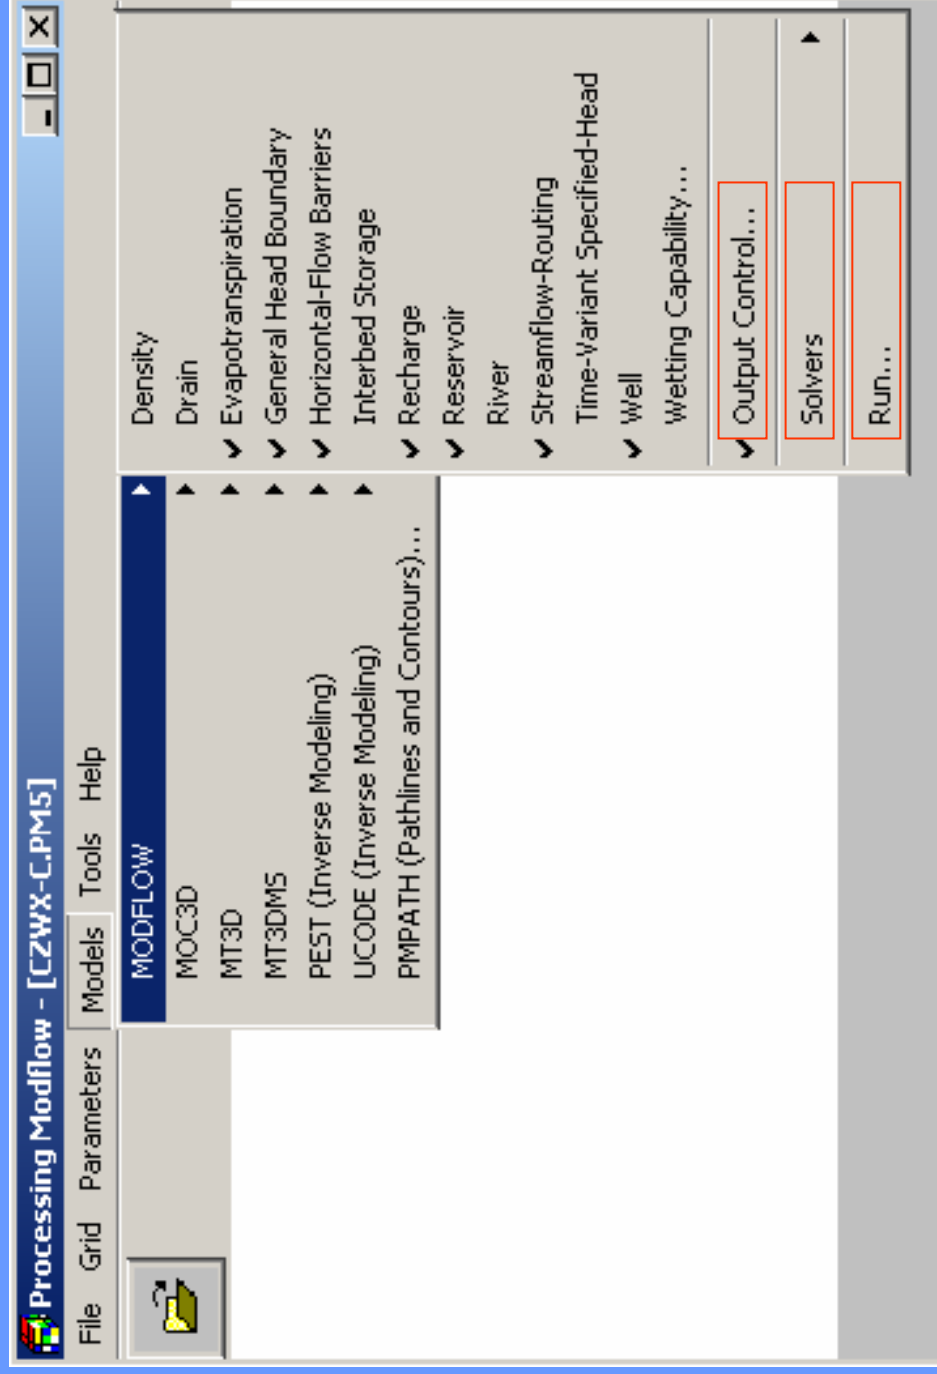 Processing Modflow - [CZWX-C.PM5]
File Grid Parameters Models Tools Help
MODFLOW
MOC3D
MT3D
MT3DMS
PEST (Inverse Modeling)
UCODE (Inverse Modeling)
PMPATH (Pathlines and Contours)...
Density
Drain
Evapotranspiration
General Head Boundary
Horizontal-Flow Barriers
Interbed Storage
Recharge
Reservoir
River
Streamflow-Routing
Time-Variant Specified-Head
Well
Wetting Capability...
Output Control...
Solvers
Run...